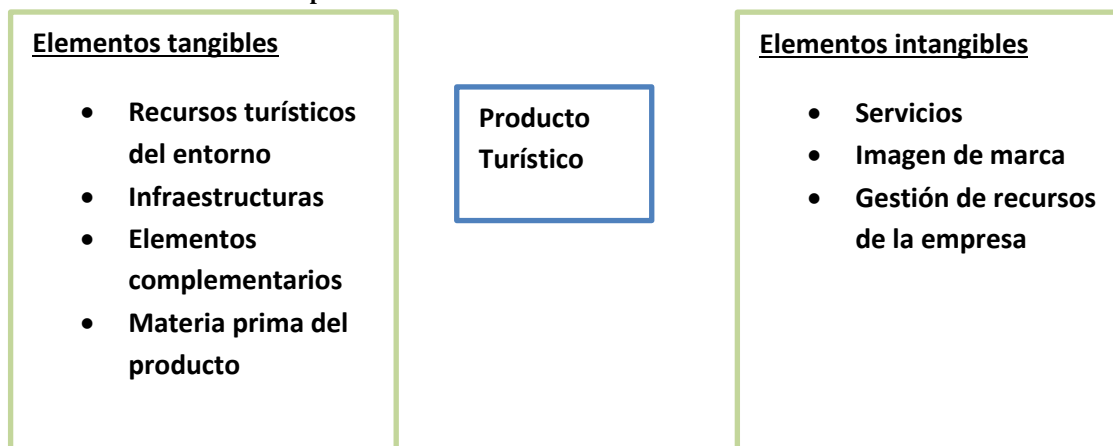 Elementos tangibles
• Recursos turísticos
del entorno
• Infraestructuras
• Elementos
complementarios
• Materia prima del
producto
Producto
Turístico
Elementos intangibles
• Servicios
• Imagen de marca
• Gestión de recursos
de la empresa